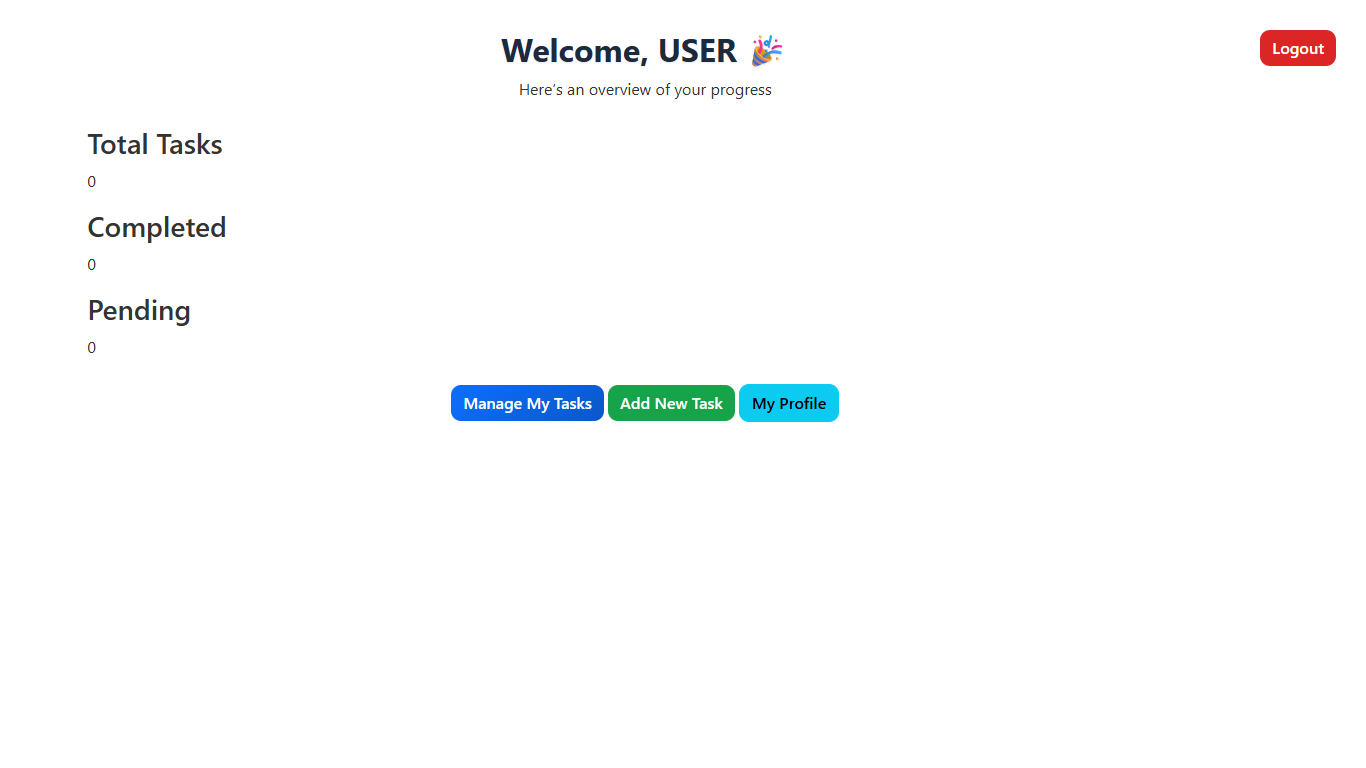 Welcome, USER 🎉
Logout
Here’s an overview of your progress
Total Tasks
0
Completed
0
Pending
0
Manage My Tasks
Add New Task
My Profile